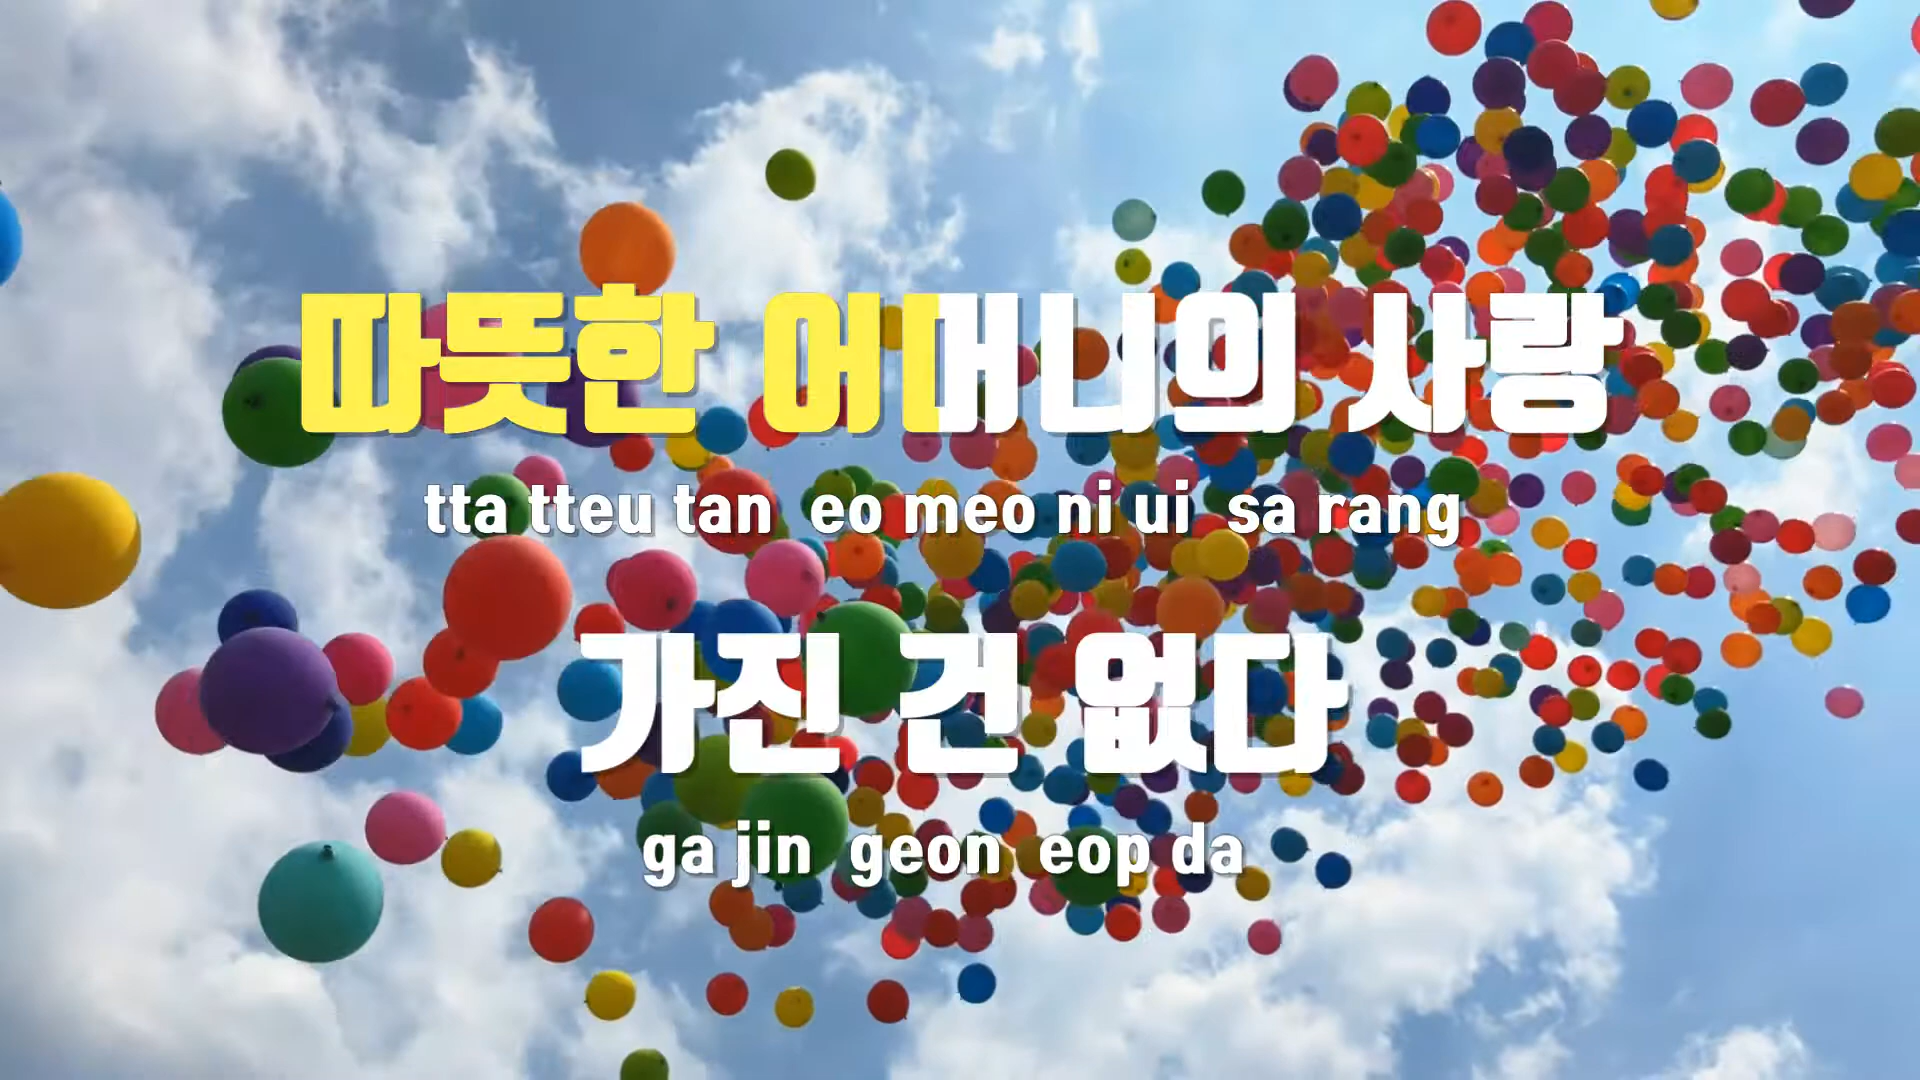 따뜻한 어머니의 사랑
tta tteu tan eo meo ni ui sa rang
가진 건 없다
ga jin geon eop da